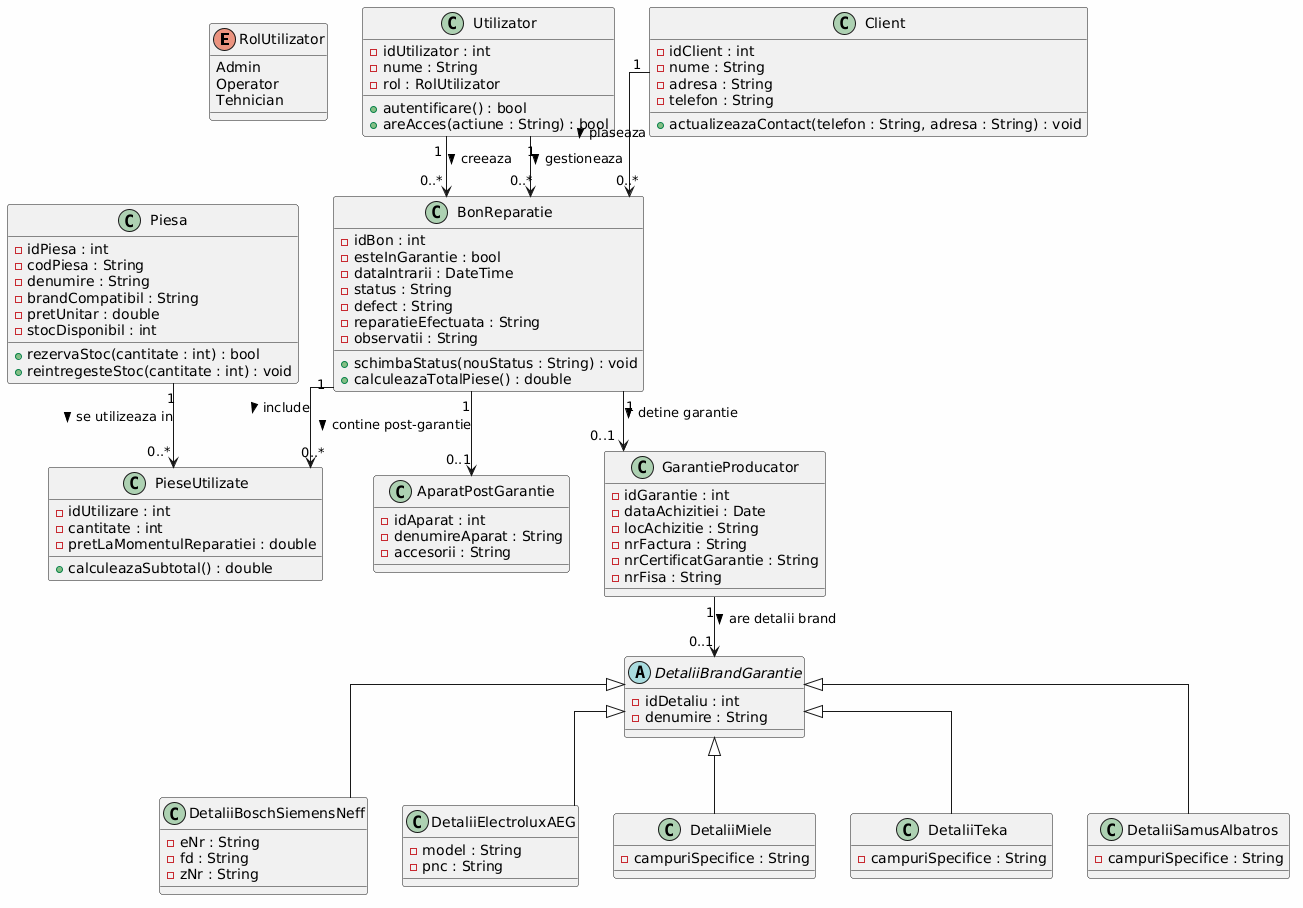 E RolUtilizator
Admin
Operator
Tehnician
C Utilizator
idUtilizator : int
nume : String
rol : RolUtilizator
autentificare() : bool
areAcces(actiune : String) : bool
C Client
idClient : int
nume : String
adresa : String
telefon : String
actualizeazaContact(telefon : String, adresa : String) : void
1
plaseaza
0..*
1
creeaza
0..*
1
gestioneaza
0..*
C Piesa
idPiesa : int
codPiesa : String
denumire : String
brandCompatibil : String
pretUnitar : double
stocDisponibil : int
rezervaStoc(cantitate : int) : bool
reintregesteStoc(cantitate : int) : void
C BonReparatie
idBon : int
esteInGarantie : bool
dataIntrarii : DateTime
status : String
defect : String
reparatieEfectuata : String
observatii : String
schimbaStatus(nouStatus : String) : void
calculeazaTotalPiese() : double
1
se utilizeaza in
0..*
1
include
0..*
1
contine post-garantie
0..1
1
detine garantie
0..1
C PieseUtilizate
idUtilizare : int
cantitate : int
pretLaMomentulReparatiei : double
calculeazaSubtotal() : double
C AparatPostGarantie
idAparat : int
denumireAparat : String
accesorii : String
C GarantieProducator
idGarantie : int
dataAchizitiei : Date
locAchizitie : String
nrFactura : String
nrCertificatGarantie : String
nrFisa : String
1
are detalii brand
0..1
A DetaliiBrandGarantie
idDetaliu : int
denumire : String
C DetaliiBoschSiemensNeff
eNr : String
fd : String
zNr : String
C DetaliiElectroluxAEG
model : String
pnc : String
C DetaliiMiele
campuriSpecifice : String
C DetaliiTeka
campuriSpecifice : String
C DetaliiSamusAlbatros
campuriSpecifice : String